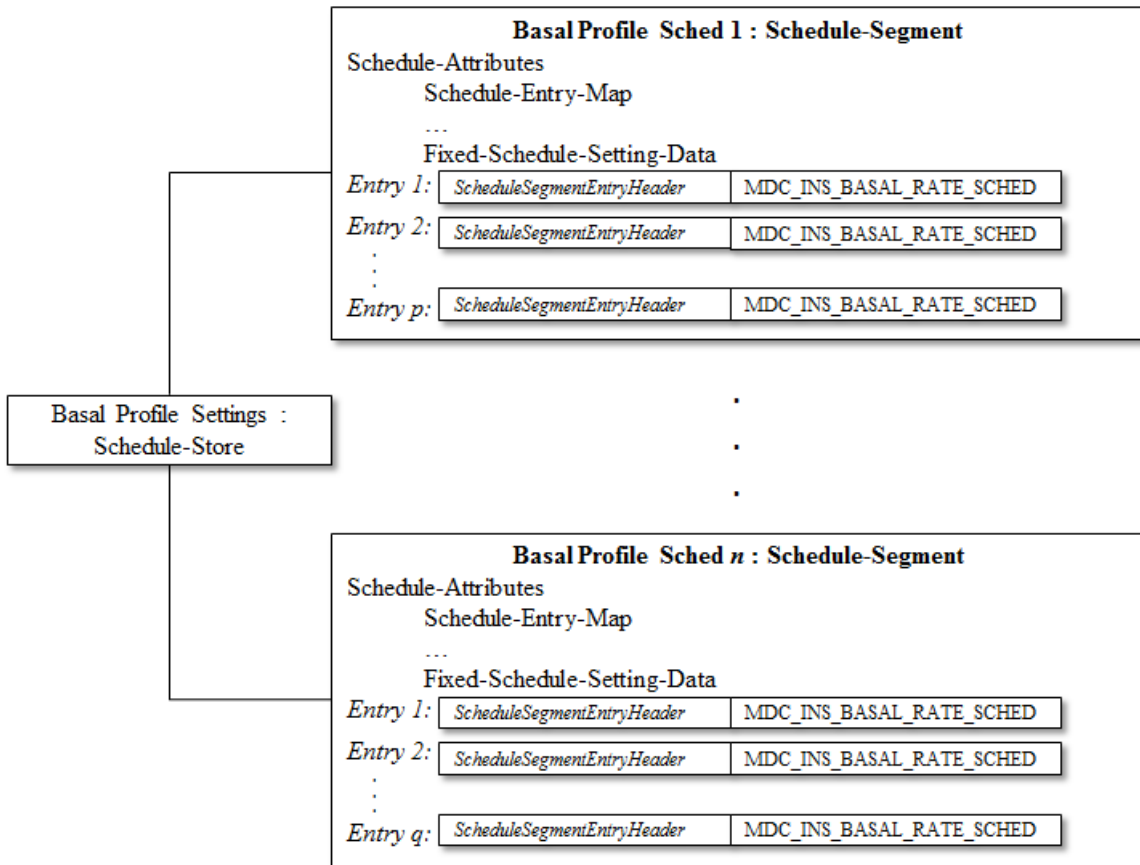 Basal Profile Sched 1 : Schedule-Segment
Schedule-Attributes
Schedule-Entry-Map
...
Fixed-Schedule-Setting-Data
Entry 1: ScheduleSegmentEntryHeader MDC_INS_BASAL_RATE_SCHED
Entry 2: ScheduleSegmentEntryHeader MDC_INS_BASAL_RATE_SCHED
⋮
Entry p: ScheduleSegmentEntryHeader MDC_INS_BASAL_RATE_SCHED
Basal Profile Settings :
Schedule-Store
⋮
Basal Profile Sched n : Schedule-Segment
Schedule-Attributes
Schedule-Entry-Map
...
Fixed-Schedule-Setting-Data
Entry 1: ScheduleSegmentEntryHeader MDC_INS_BASAL_RATE_SCHED
Entry 2: ScheduleSegmentEntryHeader MDC_INS_BASAL_RATE_SCHED
⋮
Entry q: ScheduleSegmentEntryHeader MDC_INS_BASAL_RATE_SCHED